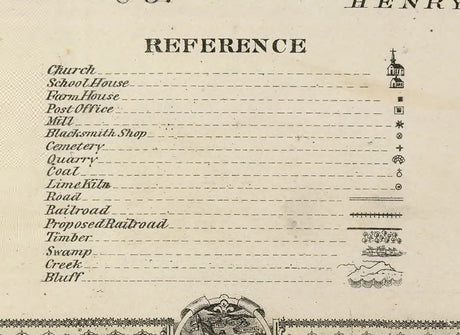 HENRY
REFERENCE
Church
School House
Farm House
Post Office
Mill
Blacksmith Shop
Cemetery
Quarry
Coal
Lime Kiln
Road
Railroad
Proposed Railroad
Timber
Swamp
Creek
Bluff